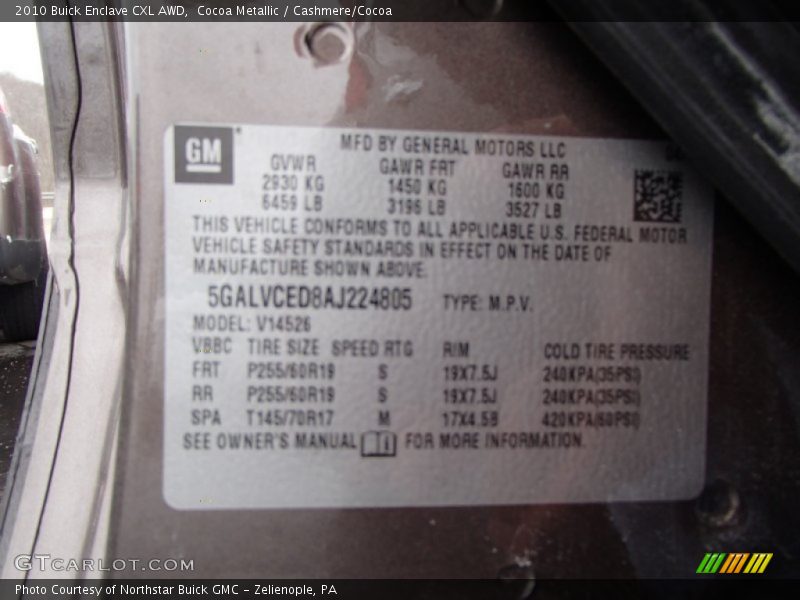 2010 Buick Enclave CXL AWD,  Cocoa Metallic / Cashmere/Cocoa
GM
MFD BY GENERAL MOTORS LLC
GVWR GAWR FRT GAWR RR
2930 KG 1450 KG 1600 KG
6459 LB 3196 LB 3527 LB
THIS VEHICLE CONFORMS TO ALL APPLICABLE U.S. FEDERAL MOTOR
VEHICLE SAFETY STANDARDS IN EFFECT ON THE DATE OF
MANUFACTURE SHOWN ABOVE.
5GALVCED8AJ224805 TYPE: M.P.V.
MODEL: V14526
VBBC TIRE SIZE SPEED RTG RIM COLD TIRE PRESSURE
FRT P255/60R19 S 19X7.5J 240KPA(35PSI)
RR P255/60R19 S 19X7.5J 240KPA(35PSI)
SPA T145/70R17 M 17X4.5B 420KPA(60PSI)
SEE OWNER'S MANUAL FOR MORE INFORMATION.
GTCARLOT.COM
Photo Courtesy of Northstar Buick GMC - Zelienople, PA